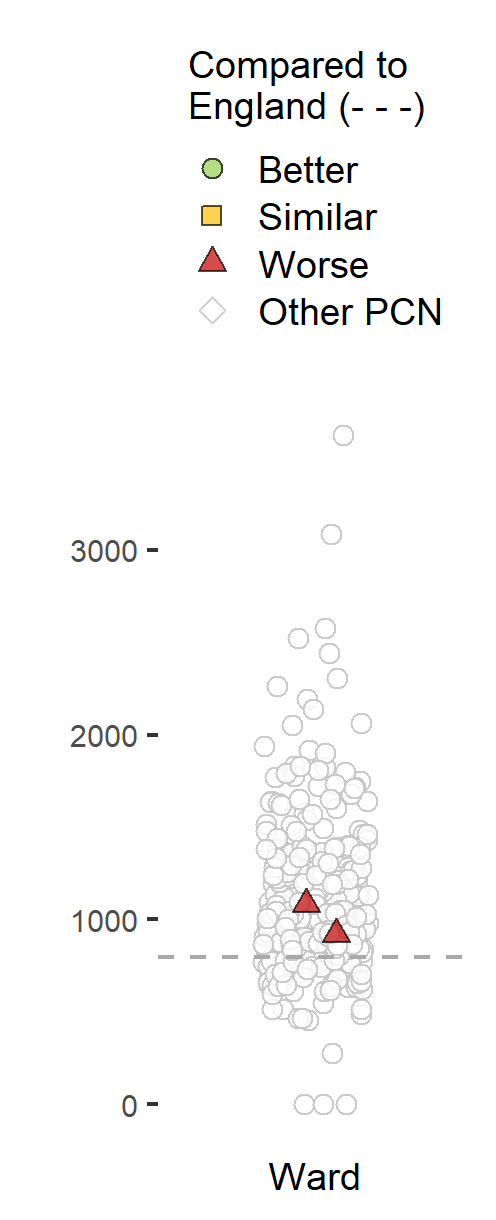 Compared to
England (- - -)
Better
Similar
Worse
Other PCN
3000
2000
1000
0
Ward